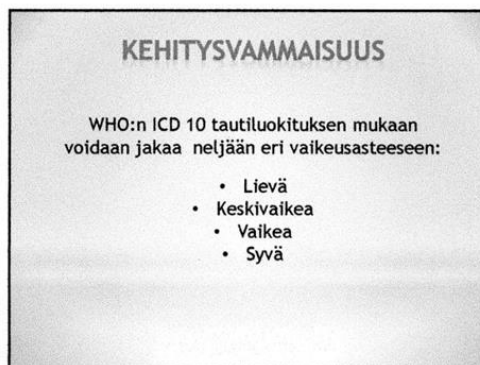 KEHITYSVAMMAISUUS
WHO:n ICD 10 tautiluokituksen mukaan
voidaan jakaa neljään eri vaikeusasteeseen:
• Lievä
• Keskivaikea
• Vaikea
• Syvä